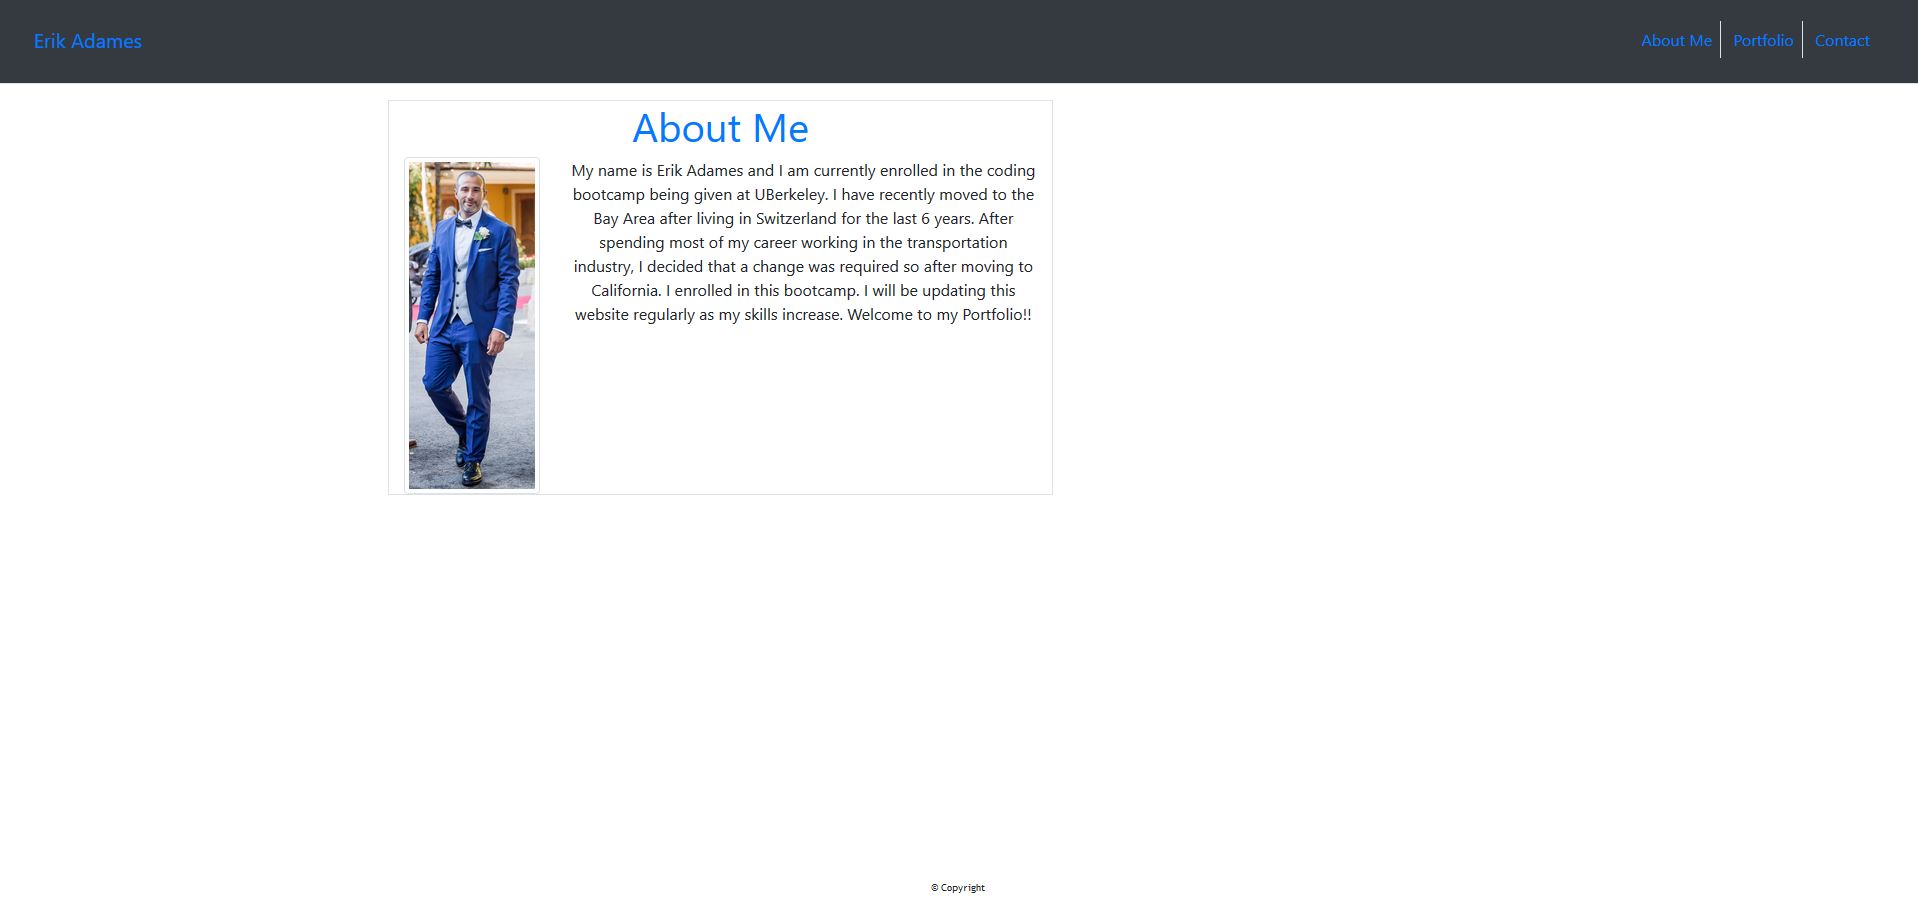 Erik Adames
About Me
Portfolio
Contact
About Me
My name is Erik Adames and I am currently enrolled in the coding
bootcamp being given at UBerkeley. I have recently moved to the
Bay Area after living in Switzerland for the last 6 years. After
spending most of my career working in the transportation
industry, I decided that a change was required so after moving to
California. I enrolled in this bootcamp. I will be updating this
website regularly as my skills increase. Welcome to my Portfolio!!
© Copyright